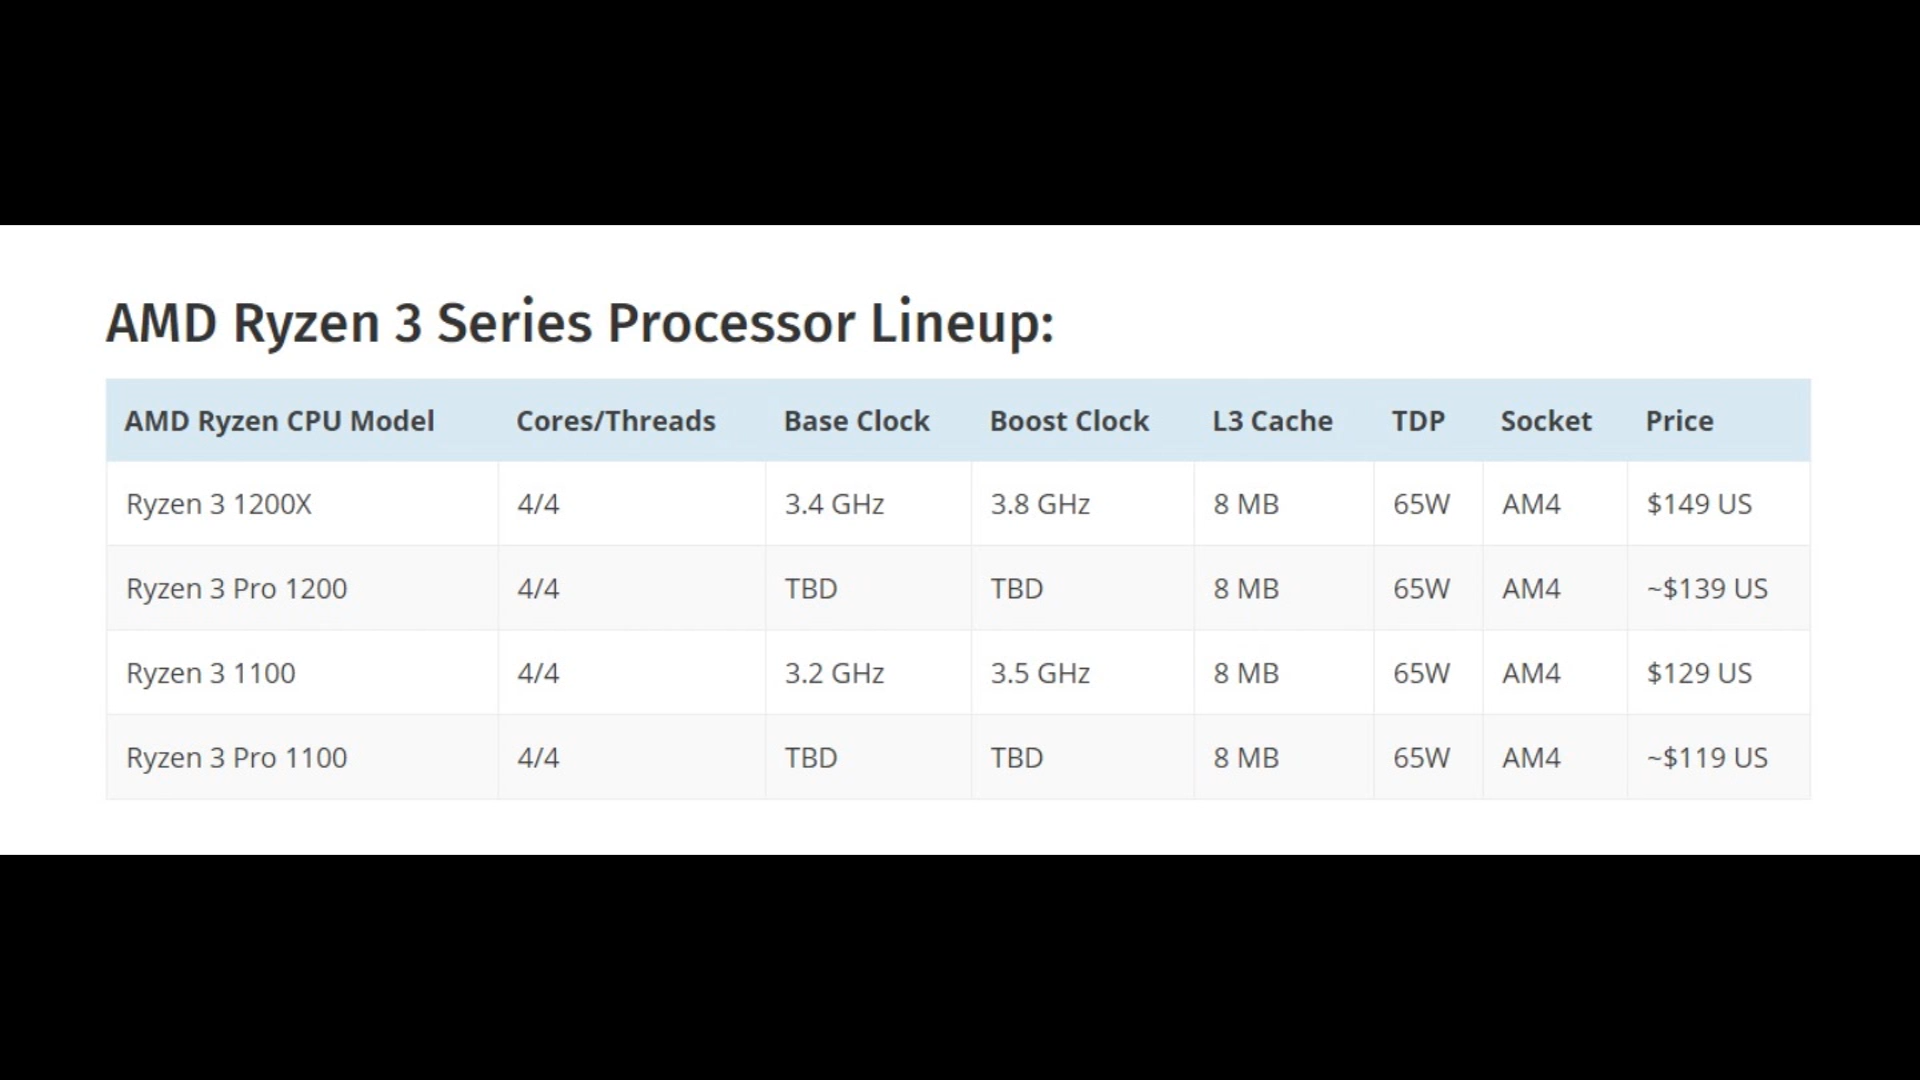 AMD Ryzen 3 Series Processor Lineup:
AMD Ryzen CPU Model Cores/Threads Base Clock Boost Clock L3 Cache TDP Socket Price
Ryzen 3 1200X 4/4 3.4 GHz 3.8 GHz 8 MB 65W AM4 $149 US
Ryzen 3 Pro 1200 4/4 TBD TBD 8 MB 65W AM4 ~$139 US
Ryzen 3 1100 4/4 3.2 GHz 3.5 GHz 8 MB 65W AM4 $129 US
Ryzen 3 Pro 1100 4/4 TBD TBD 8 MB 65W AM4 ~$119 US